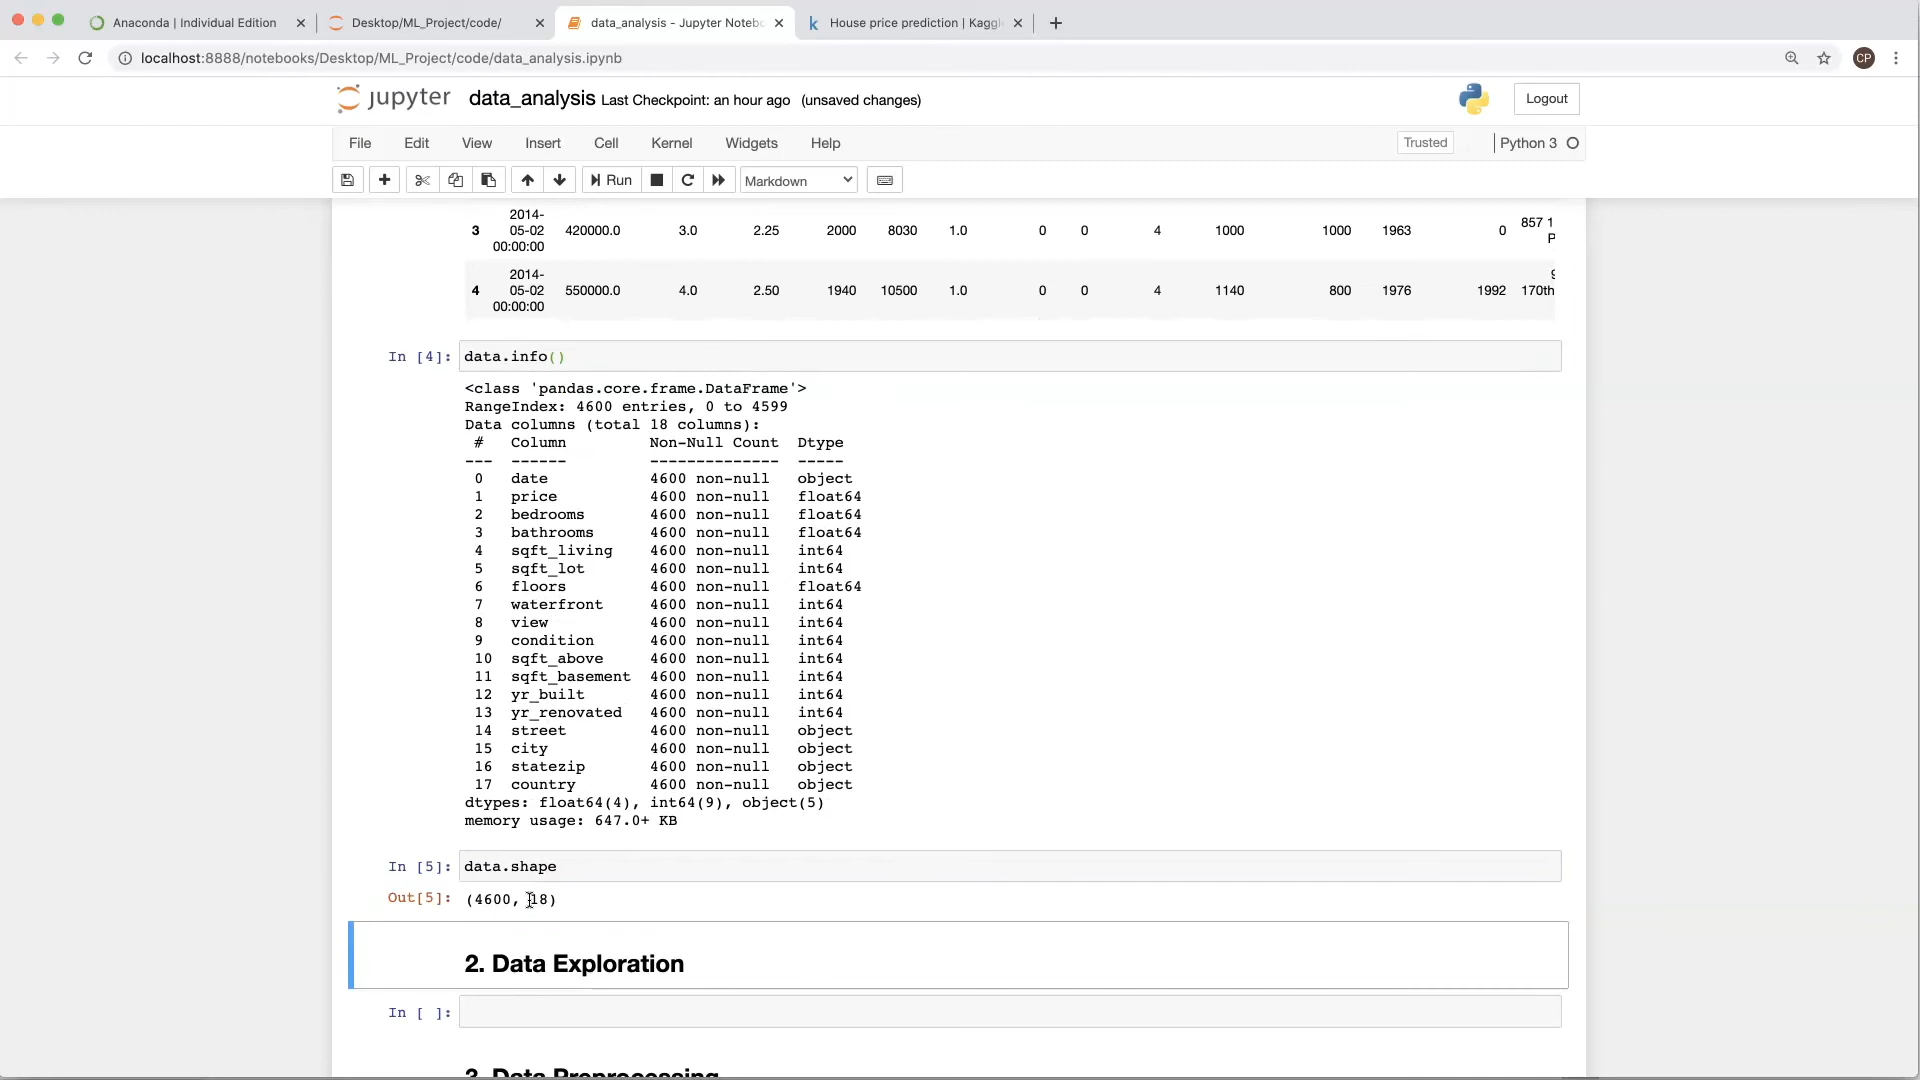 Anaconda | Individual Edition
Desktop/ML_Project/code/
data_analysis - Jupyter Notebo
House price prediction | Kaggl
localhost:8888/notebooks/Desktop/ML_Project/code/data_analysis.ipynb
CP
jupyter data_analysis Last Checkpoint: an hour ago (unsaved changes)
Logout
File Edit View Insert Cell Kernel Widgets Help
Trusted
Python 3
Run
Markdown
3 2014-05-02 00:00:00 420000.0 3.0 2.25 2000 8030 1.0 0 0 4 1000 1000 1963 0 857 1
4 2014-05-02 00:00:00 550000.0 4.0 2.50 1940 10500 1.0 0 0 4 1140 800 1976 1992 170th
In [4]: data.info()
<class 'pandas.core.frame.DataFrame'>
RangeIndex: 4600 entries, 0 to 4599
Data columns (total 18 columns):
# Column Non-Null Count Dtype
--- ------ -------------- -----
0 date 4600 non-null object
1 price 4600 non-null float64
2 bedrooms 4600 non-null float64
3 bathrooms 4600 non-null float64
4 sqft_living 4600 non-null int64
5 sqft_lot 4600 non-null int64
6 floors 4600 non-null float64
7 waterfront 4600 non-null int64
8 view 4600 non-null int64
9 condition 4600 non-null int64
10 sqft_above 4600 non-null int64
11 sqft_basement 4600 non-null int64
12 yr_built 4600 non-null int64
13 yr_renovated 4600 non-null int64
14 street 4600 non-null object
15 city 4600 non-null object
16 statezip 4600 non-null object
17 country 4600 non-null object
dtypes: float64(4), int64(9), object(5)
memory usage: 647.0+ KB
In [5]: data.shape
Out[5]: (4600, 18)
2. Data Exploration
In [ ]:
3. Data Preprocessing